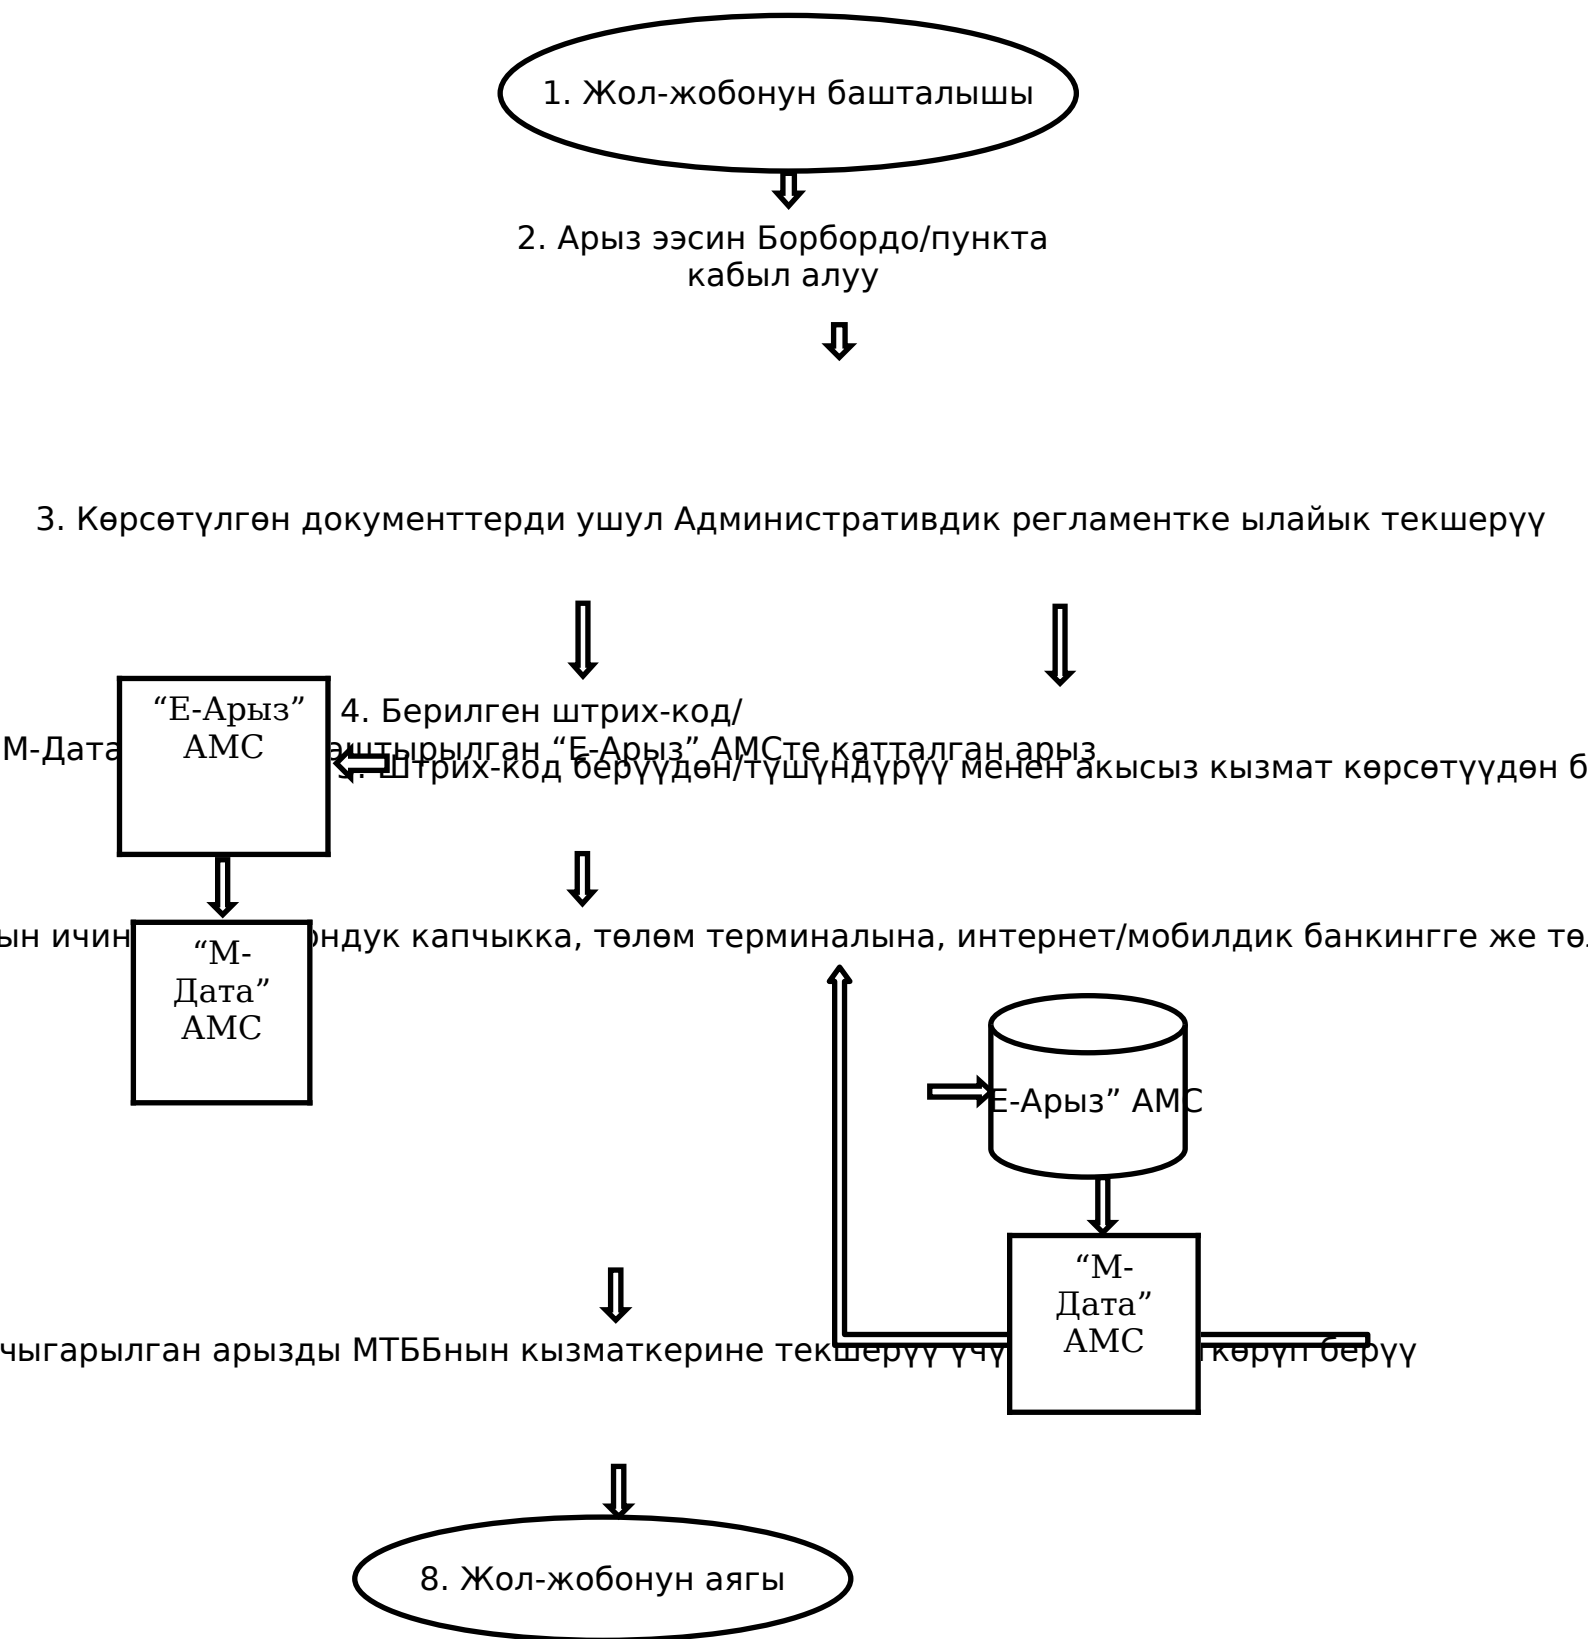 1. Жол-жобонун башталышы
2. Арыз ээсин Борбордо/пункта
кабыл алуу
3. Көрсөтүлгөн документтерди ушул Административдик регламентке ылайык текшерүү
“Е-Арыз”
АМС
4. Берилген штрих-код/
М-Дата аштырылган “Е-Арыз” АМСте катталган арыз
Штрих-код берүүдөн/түшүндүрүү менен акысыз кызмат көрсөтүүдөн
ын ичин ондук капчыкка, төлөм терминалына, интернет/мобилдик банкингге же
“М-
Дата”
АМС
Е-Арыз” АМС
“М-
Дата”
АМС
чыгарылган арызды МТББнын кызматкерине текшерүү берүү
8. Жол-жобонун аягы